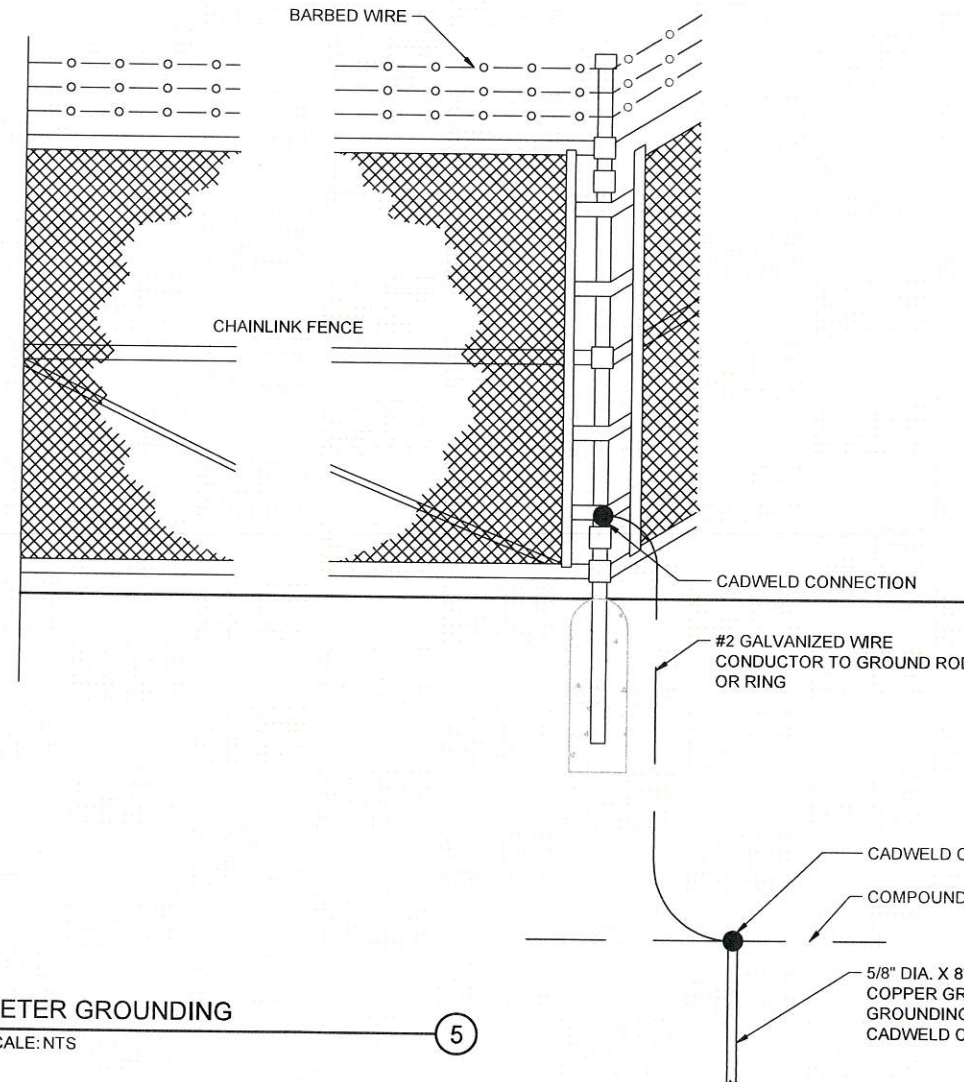 BARBED WIRE
CHAINLINK FENCE
CADWELD CONNECTION
#2 GALVANIZED WIRE
CONDUCTOR TO GROUND ROD
OR RING
CADWELD C
COMPOUND
5/8" DIA. X 8
COPPER GR
GROUNDING
CADWELD C
ETER GROUNDING
CALE: NTS
5